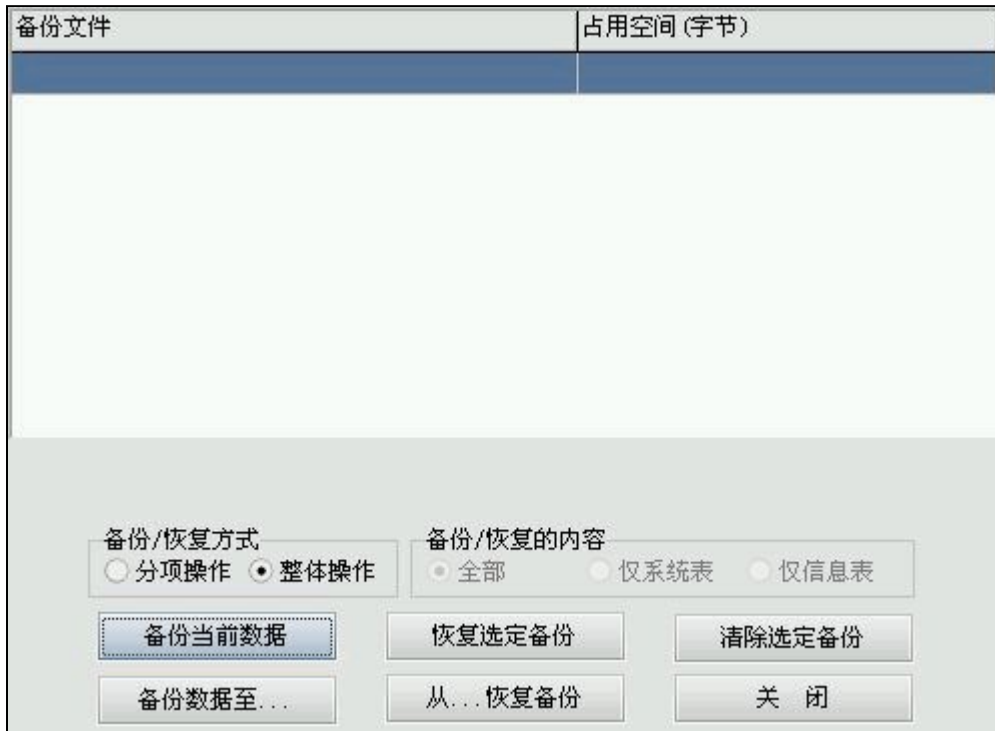 备份文件 占用空间(字节)
备份/恢复方式 备份/恢复的内容
分项操作 整体操作 全部 仅系统表 仅信息表
备份当前数据 恢复选定备份 清除选定备份
备份数据至... 从...恢复备份 关 闭